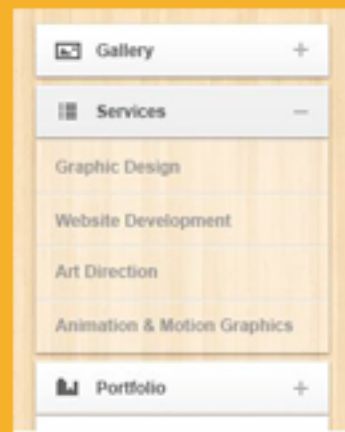 Gallery +
Services −
Graphic Design
Website Development
Art Direction
Animation & Motion Graphics
Portfolio +